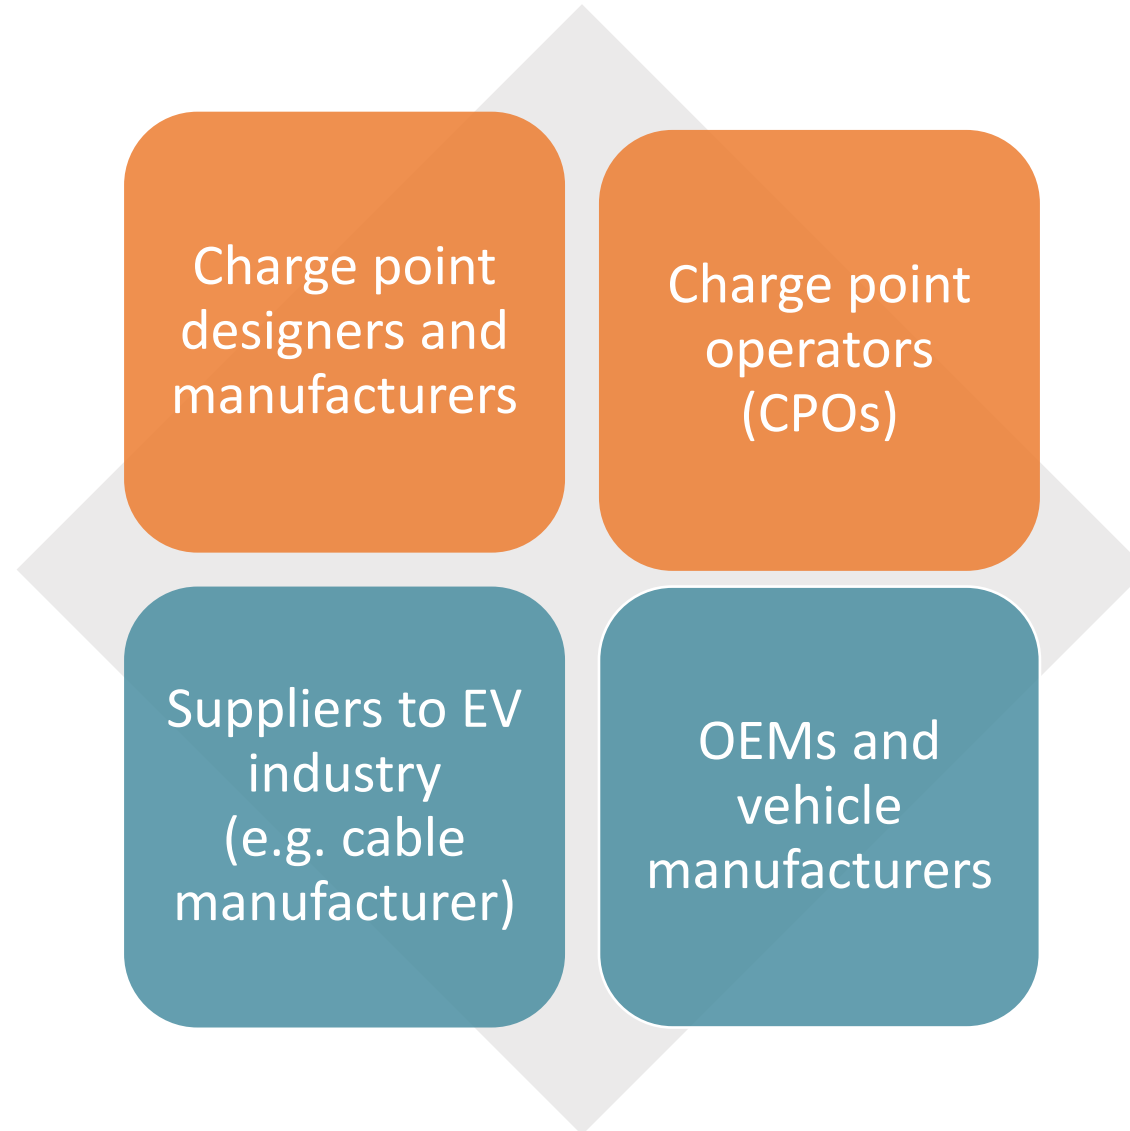 Charge point
designers and
manufacturers
Charge point
operators
(CPOs)
Suppliers to EV
industry
(e.g. cable
manufacturer)
OEMs and
vehicle
manufacturers